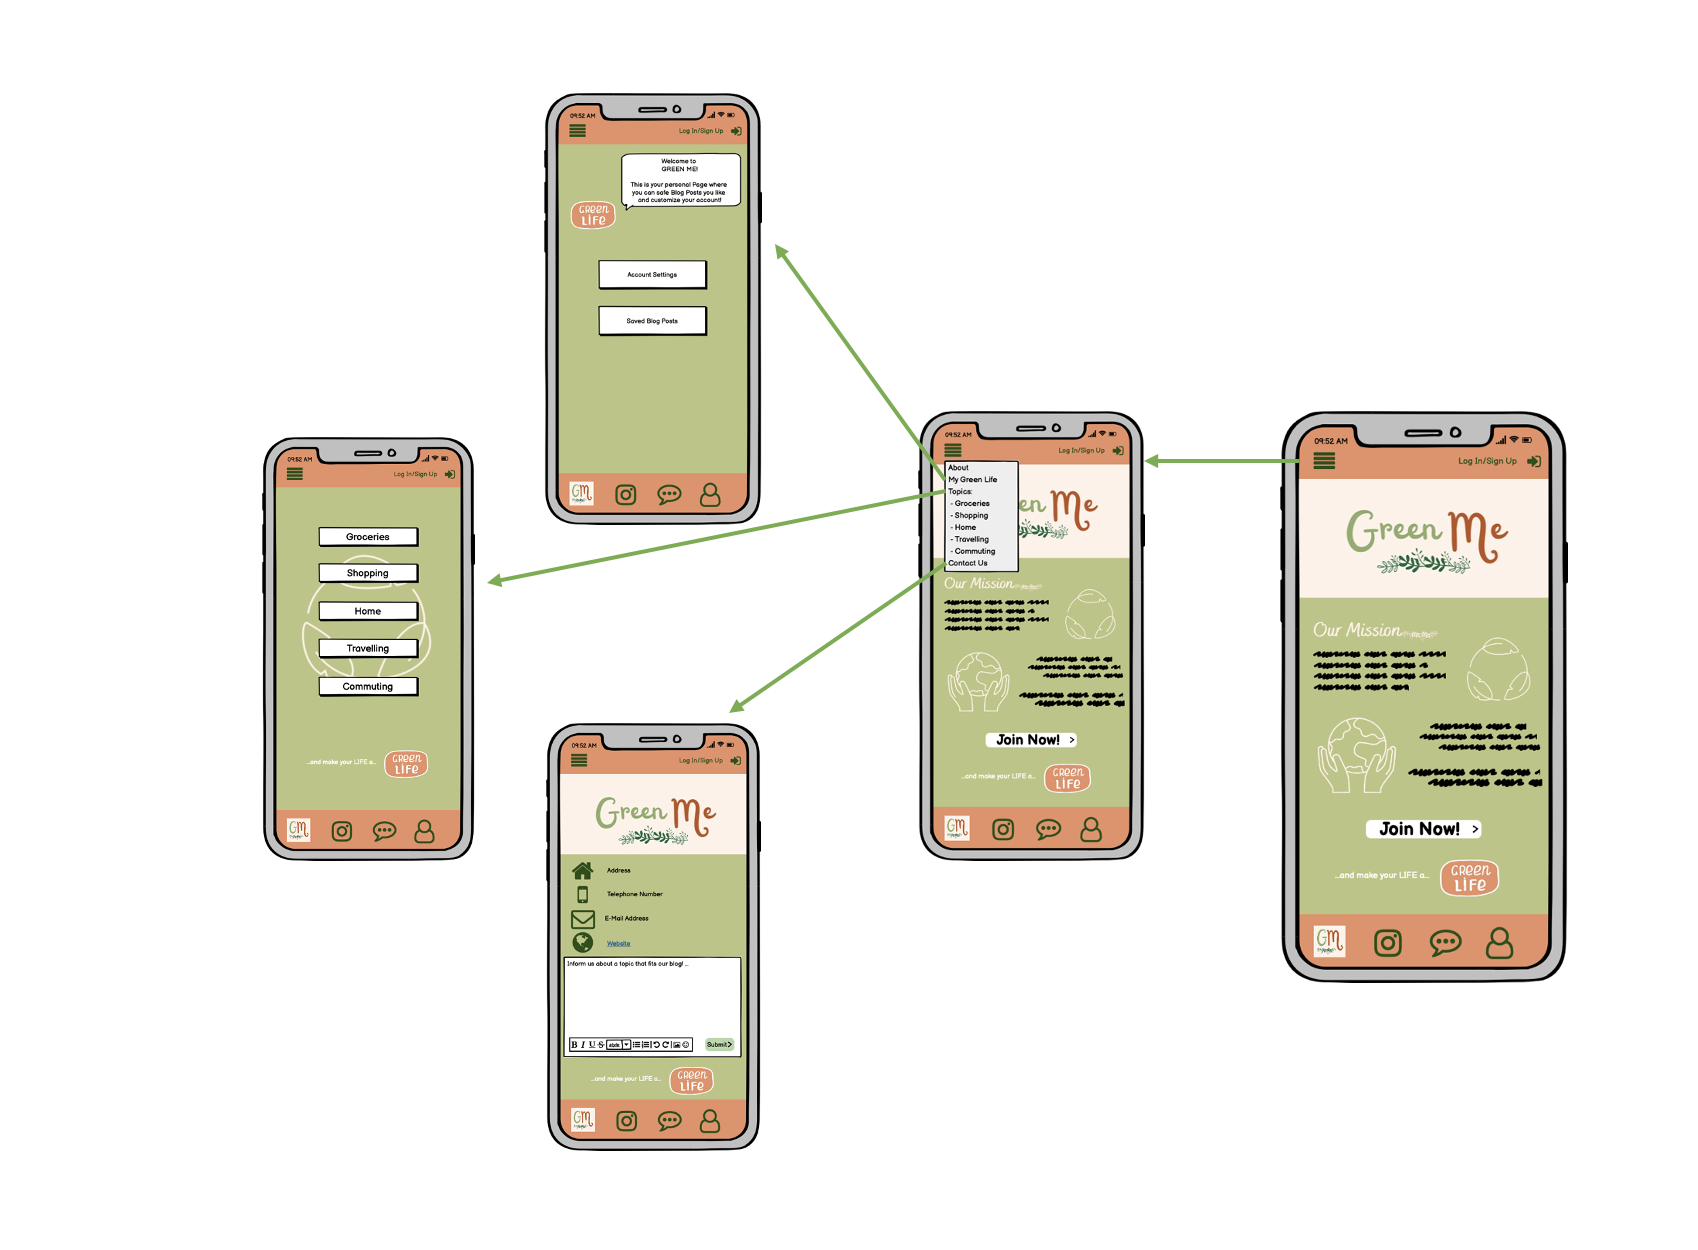 09:52 AM
Log In/Sign Up
Welcome to
GREEN ME!
This is your personal Page where
you can safe Blog Posts you like
and customize your account!
GREEN
LIFE
Account Settings
Saved Blog Posts
GM
09:52 AM
Log In/Sign Up
Groceries
Shopping
Home
Travelling
Commuting
...and make your LIFE a...
GREEN
LIFE
GM
09:52 AM
Log In/Sign Up
Green Me
Address
Telephone Number
E-Mail Address
Website
Inform us about a topic that fits our blog! ...
B I U S abdc
Submit
...and make your LIFE a...
GREEN
LIFE
GM
09:52 AM
Log In/Sign Up
About
My Green Life
Topics:
- Groceries
- Shopping
- Home
- Travelling
- Commuting
Contact Us
en Me
Our Mission
Join Now! >
...and make your LIFE a...
GREEN
LIFE
GM
09:52 AM
Log In/Sign Up
Green Me
Our Mission
Join Now! >
...and make your LIFE a...
GREEN
LIFE
GM